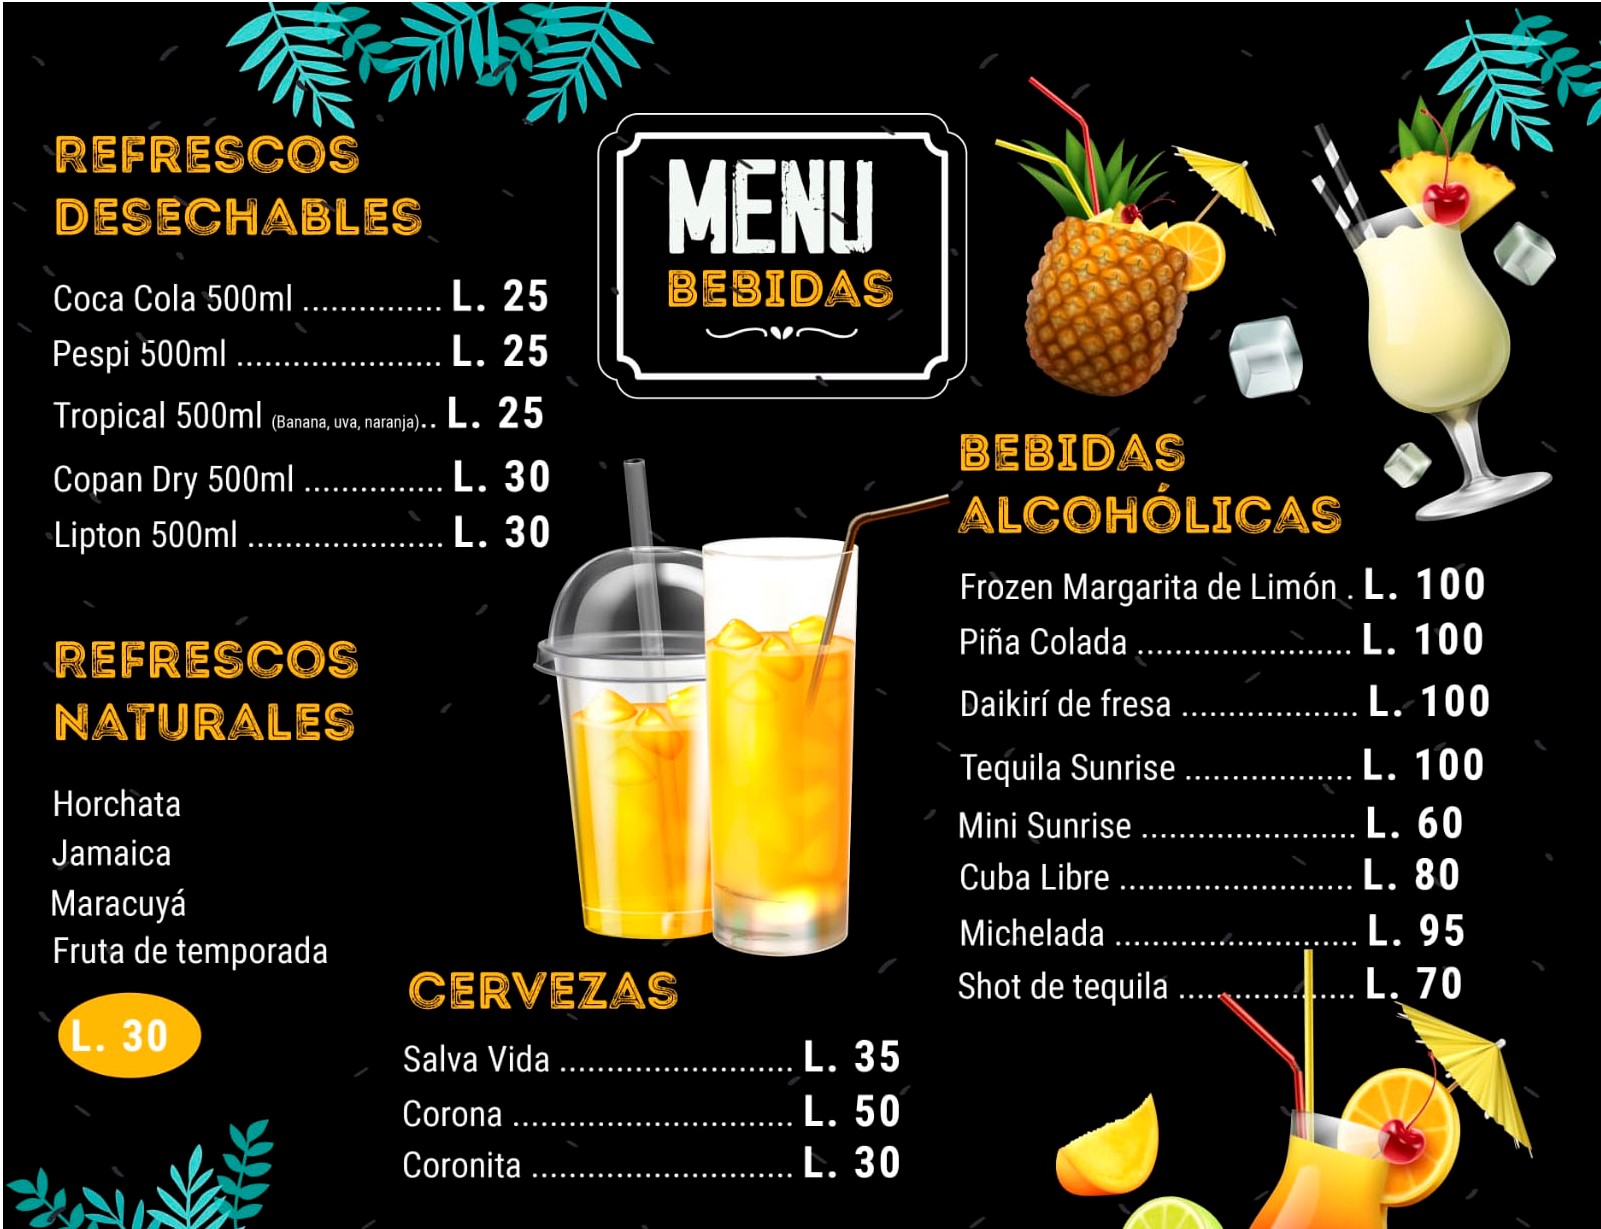 MENU
BEBIDAS
REFRESCOS
DESECHABLES
Coca Cola 500ml ............... L. 25
Pespi 500ml ...................... L. 25
Tropical 500ml (Banana, uva, naranja).. L. 25
Copan Dry 500ml ............... L. 30
Lipton 500ml ..................... L. 30
REFRESCOS
NATURALES
Horchata
Jamaica
Maracuyá
Fruta de temporada
L. 30
CERVEZAS
Salva Vida ......................... L. 35
Corona .............................. L. 50
Coronita ............................ L. 30
BEBIDAS
ALCOHÓLICAS
Frozen Margarita de Limón . L. 100
Piña Colada ....................... L. 100
Daikirí de fresa ................... L. 100
Tequila Sunrise .................. L. 100
Mini Sunrise ....................... L. 60
Cuba Libre ......................... L. 80
Michelada .......................... L. 95
Shot de tequila ................... L. 70